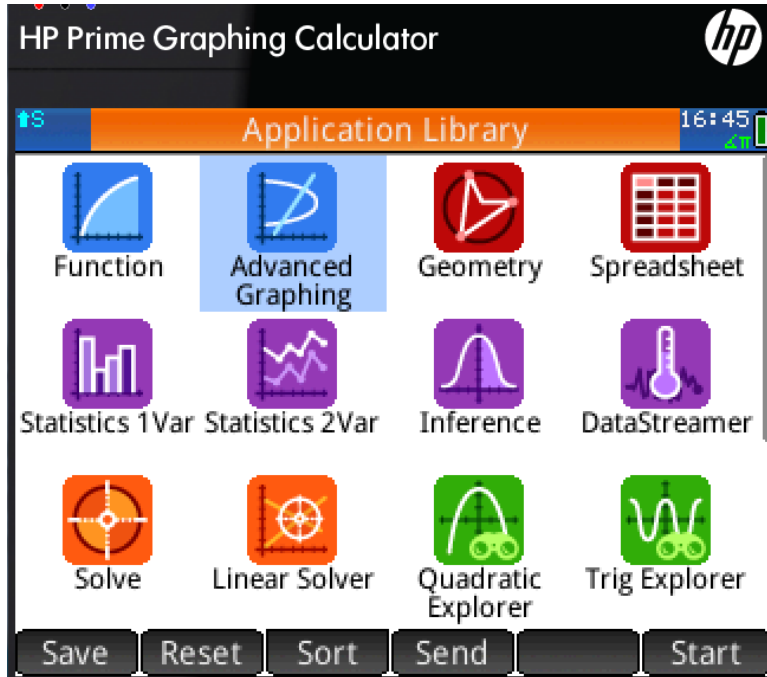 HP Prime Graphing Calculator
hp
↑S
Application Library
16:45
∡π
Function
Advanced
Graphing
Geometry
Spreadsheet
Statistics 1Var
Statistics 2Var
Inference
DataStreamer
Solve
Linear Solver
Quadratic
Explorer
Trig Explorer
Save
Reset
Sort
Send
Start